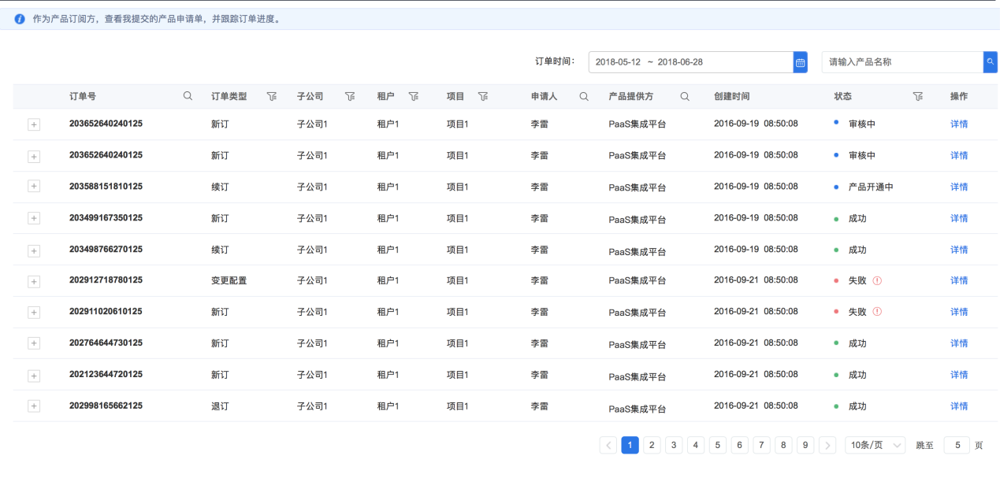 作为产品订阅方，查看我提交的产品申请单，并跟踪订单进度。
订单时间： 2018-05-12 ~ 2018-06-28 请输入产品名称
订单号 订单类型 子公司 租户 项目 申请人 产品提供方 创建时间 状态 操作
203652640240125 新订 子公司1 租户1 项目1 李雷 PaaS集成平台 2016-09-19 08:50:08 审核中 详情
203652640240125 新订 子公司1 租户1 项目1 李雷 PaaS集成平台 2016-09-19 08:50:08 审核中 详情
203588151810125 续订 子公司1 租户1 项目1 李雷 PaaS集成平台 2016-09-19 08:50:08 产品开通中 详情
203499167350125 新订 子公司1 租户1 项目1 李雷 PaaS集成平台 2016-09-19 08:50:08 成功 详情
203498766270125 续订 子公司1 租户1 项目1 李雷 PaaS集成平台 2016-09-19 08:50:08 成功 详情
202912718780125 变更配置 子公司1 租户1 项目1 李雷 PaaS集成平台 2016-09-21 08:50:08 失败 详情
202911020610125 新订 子公司1 租户1 项目1 李雷 PaaS集成平台 2016-09-21 08:50:08 失败 详情
202764644730125 新订 子公司1 租户1 项目1 李雷 PaaS集成平台 2016-09-21 08:50:08 成功 详情
202123644720125 新订 子公司1 租户1 项目1 李雷 PaaS集成平台 2016-09-21 08:50:08 成功 详情
202998165662125 退订 子公司1 租户1 项目1 李雷 PaaS集成平台 2016-09-21 08:50:08 成功 详情
1 2 3 4 5 6 7 8 9 10条/页 跳至 5 页